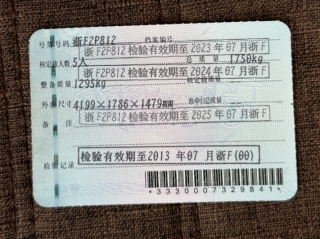 号牌号码 浙F2P812 档案编号
浙F2P812 检验有效期至2023年07月浙F
核定载人数 5人 总质量 1750kg
浙F2P812 检验有效期至2024年07月浙F
整备质量 1295kg 核定载质量
外廓尺寸 4199×1786×1479 准牵引总质量
浙F2P812 检验有效期至2025年07月浙F
备注
检验有效期至2013年07月浙F(00)
检验记录
*3330007329841*